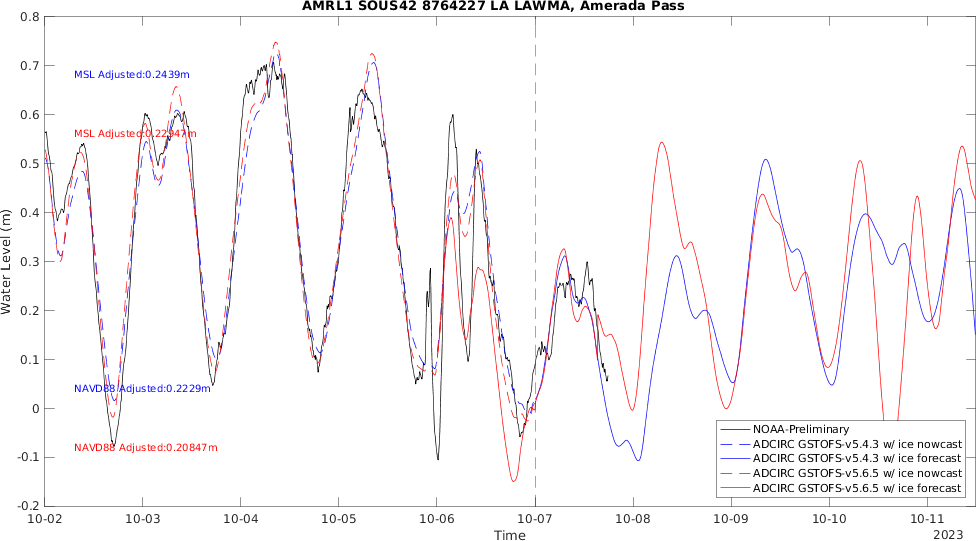 AMRL1 SOUS42 8764227 LA LAWMA, Amerada Pass
0.8
0.7
0.6
0.5
0.4
0.3
0.2
0.1
0
-0.1
-0.2
Water Level (m)
MSL Adjusted:0.2439m
MSL Adjusted:0.22947m
NAVD88 Adjusted:0.2229m
NAVD88 Adjusted:0.20847m
NOAA-Preliminary
ADCIRC GSTOFS-v5.4.3 w/ ice nowcast
ADCIRC GSTOFS-v5.4.3 w/ ice forecast
ADCIRC GSTOFS-v5.6.5 w/ ice nowcast
ADCIRC GSTOFS-v5.6.5 w/ ice forecast
10-02 10-03 10-04 10-05 10-06 10-07 10-08 10-09 10-10 10-11
Time
2023